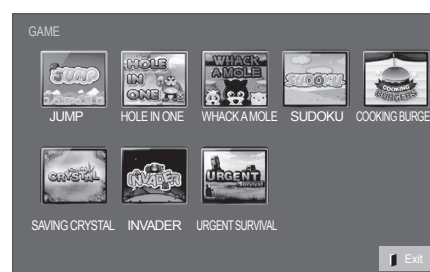 GAME
JUMP
HOLE
IN
ONE
WHACK
A MOLE
SUDOKU
COOKING
BURGERS
JUMP
HOLE IN ONE
WHACK A MOLE
SUDOKU
COOKING BURGE
CRYSTAL
INVADER
URGENT
Survival
SAVING CRYSTAL
INVADER
URGENT SURVIVAL
Exit